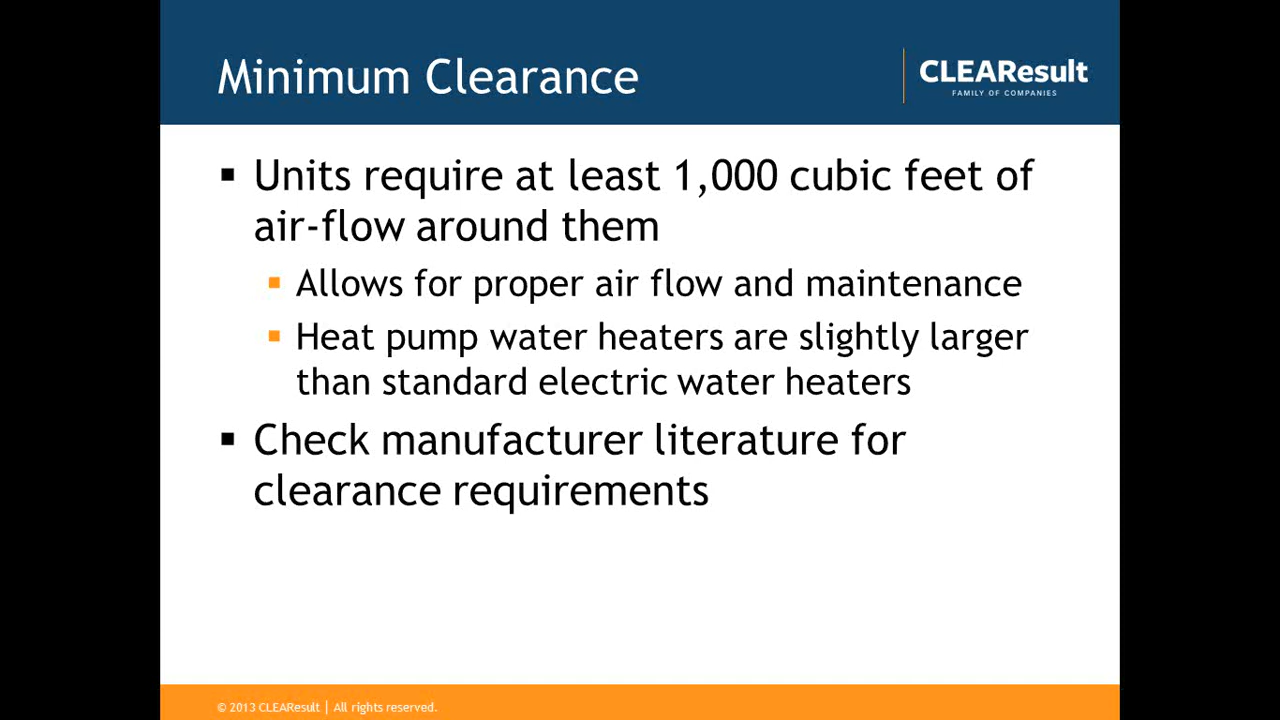 Minimum Clearance
CLEAResult
FAMILY OF COMPANIES
▪ Units require at least 1,000 cubic feet of
air-flow around them
▪ Allows for proper air flow and maintenance
▪ Heat pump water heaters are slightly larger
than standard electric water heaters
▪ Check manufacturer literature for
clearance requirements
© 2013 CLEAResult | All rights reserved.